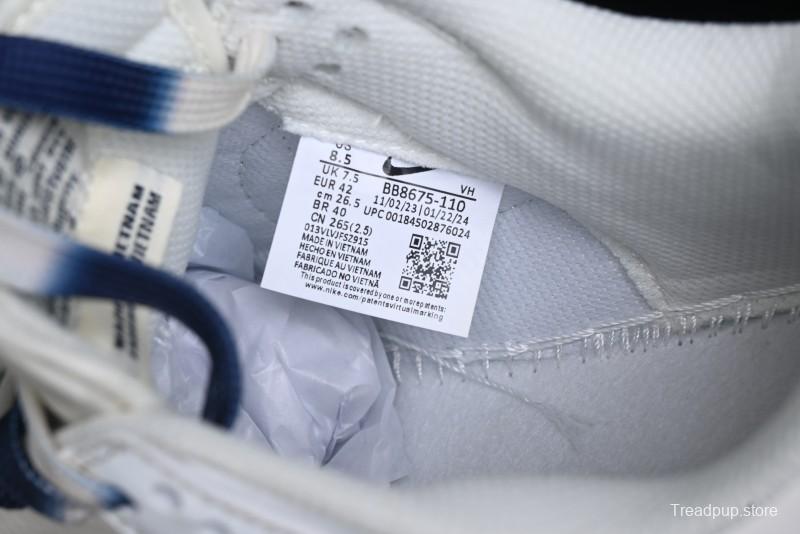 US
8.5
UK 7.5
EUR 42
cm 26.5
BR 40
CN 265(2.5)
VH
BB8675-110
11/02/23|01/22/24
UPC 00184502876024
013VLVJFSZ915
MADE IN VIETNAM
HECHO EN VIETNAM
FABRIQUE AU VIETNAM
FABRICADO NO VIETNÃ
This product is covered by one or more patents:
www.nike.com/patentsvirtualmarking
VIETNAM
Treadpup.store